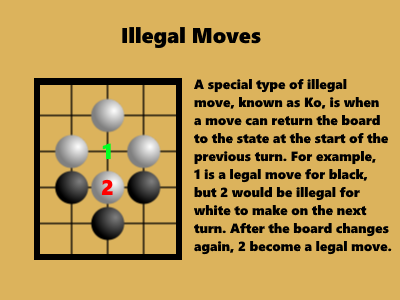 Illegal Moves
A special type of illegal
move, known as Ko, is when
a move can return the board
to the state at the start of the
previous turn. For example,
1 is a legal move for black,
but 2 would be illegal for
white to make on the next
turn. After the board changes
again, 2 become a legal move.
1
2